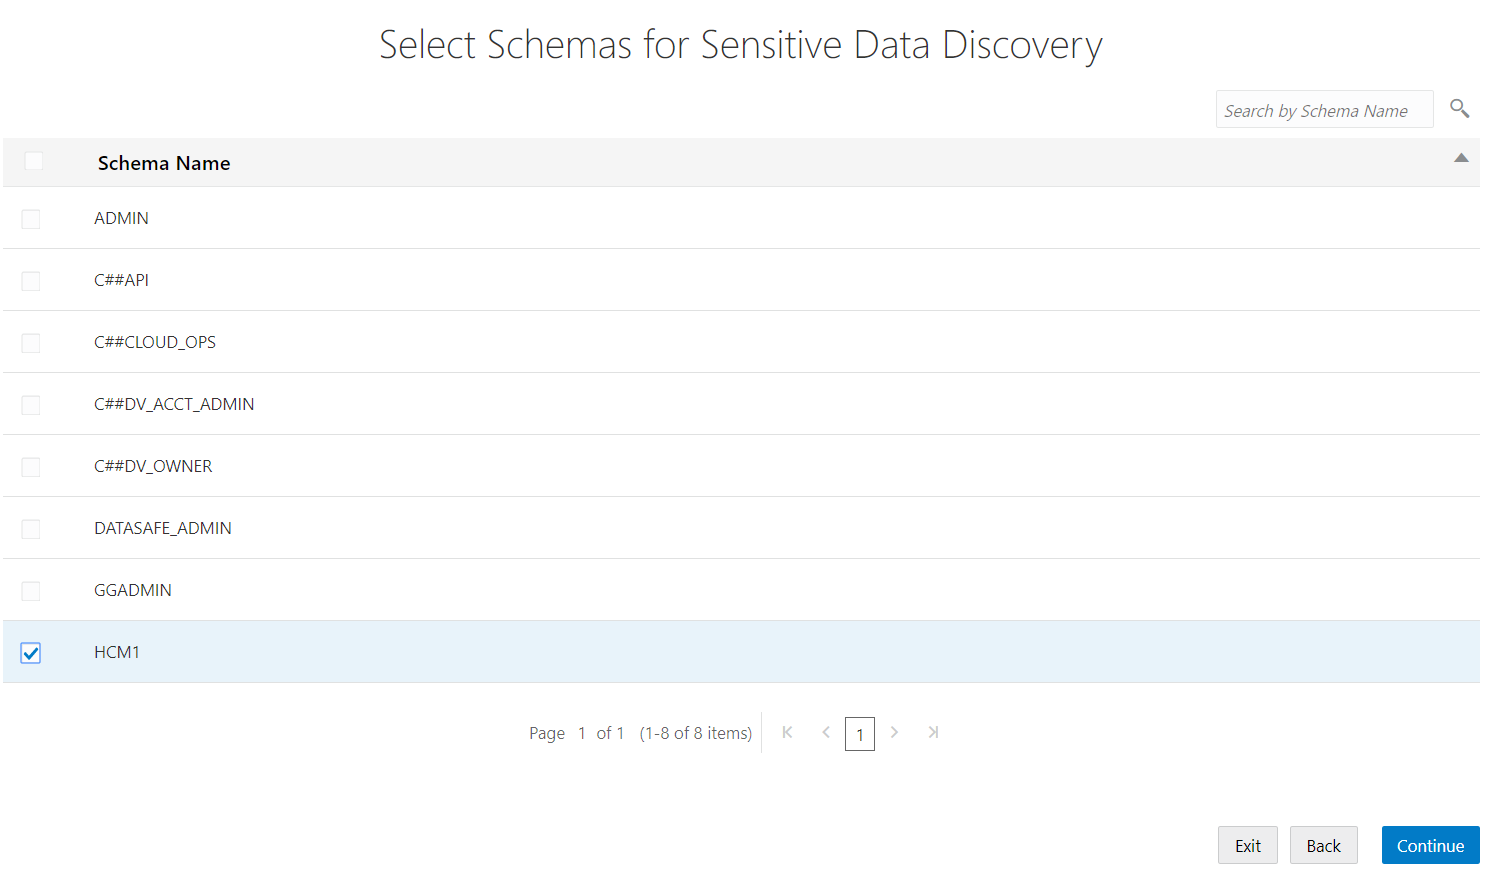 Select Schemas for Sensitive Data Discovery
Search by Schema Name
Schema Name
ADMIN
C##API
C##CLOUD_OPS
C##DV_ACCT_ADMIN
C##DV_OWNER
DATASAFE_ADMIN
GGADMIN
HCM1
Page 1 of 1 (1-8 of 8 items) 1
Exit Back Continue